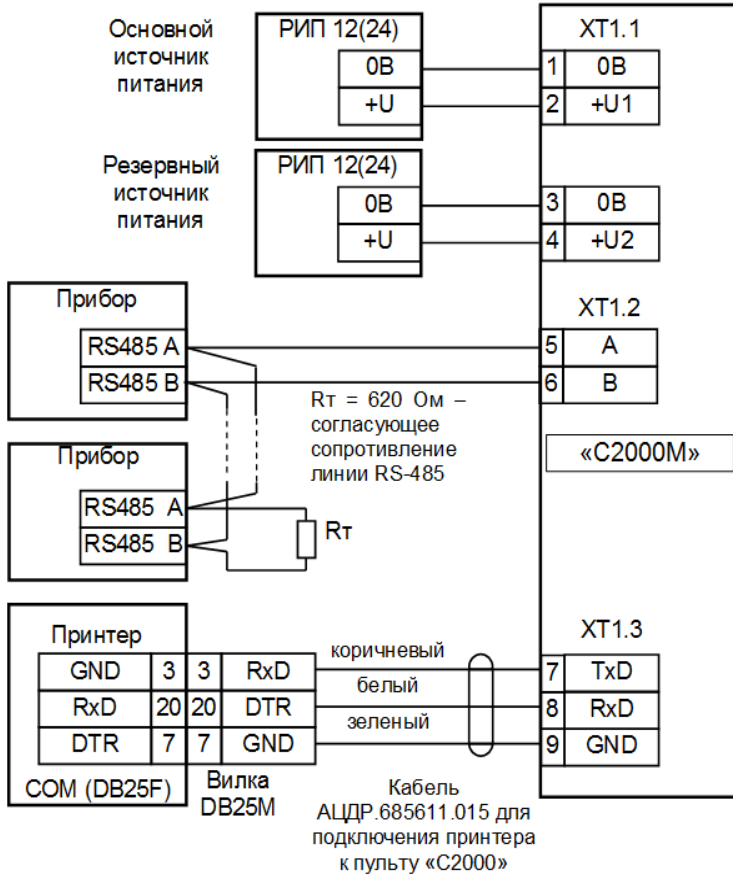 Основной
источник
питания
РИП 12(24)
0В
+U
XT1.1
1 0В
2 +U1
Резервный
источник
питания
РИП 12(24)
0В
+U
3 0В
4 +U2
Прибор
RS485 A
RS485 B
XT1.2
5 A
6 B
Rт = 620 Ом –
согласующее
сопротивление
линии RS-485
«С2000М»
Прибор
RS485 A
RS485 B
Rт
Принтер
GND 3 3 RxD
RxD 20 20 DTR
DTR 7 7 GND
COM (DB25F)
Вилка
DB25M
коричневый
белый
зеленый
XT1.3
7 TxD
8 RxD
9 GND
Кабель
АЦДР.685611.015 для
подключения принтера
к пульту «С2000»